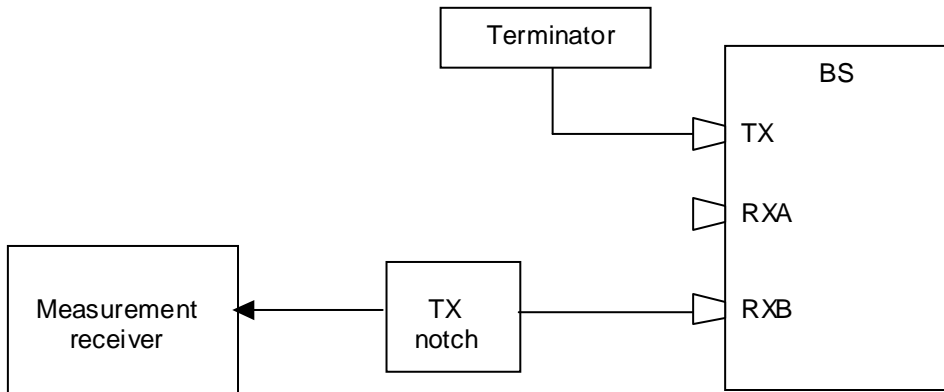 Terminator
BS
TX
RXA
RXB
Measurement
receiver
TX
notch